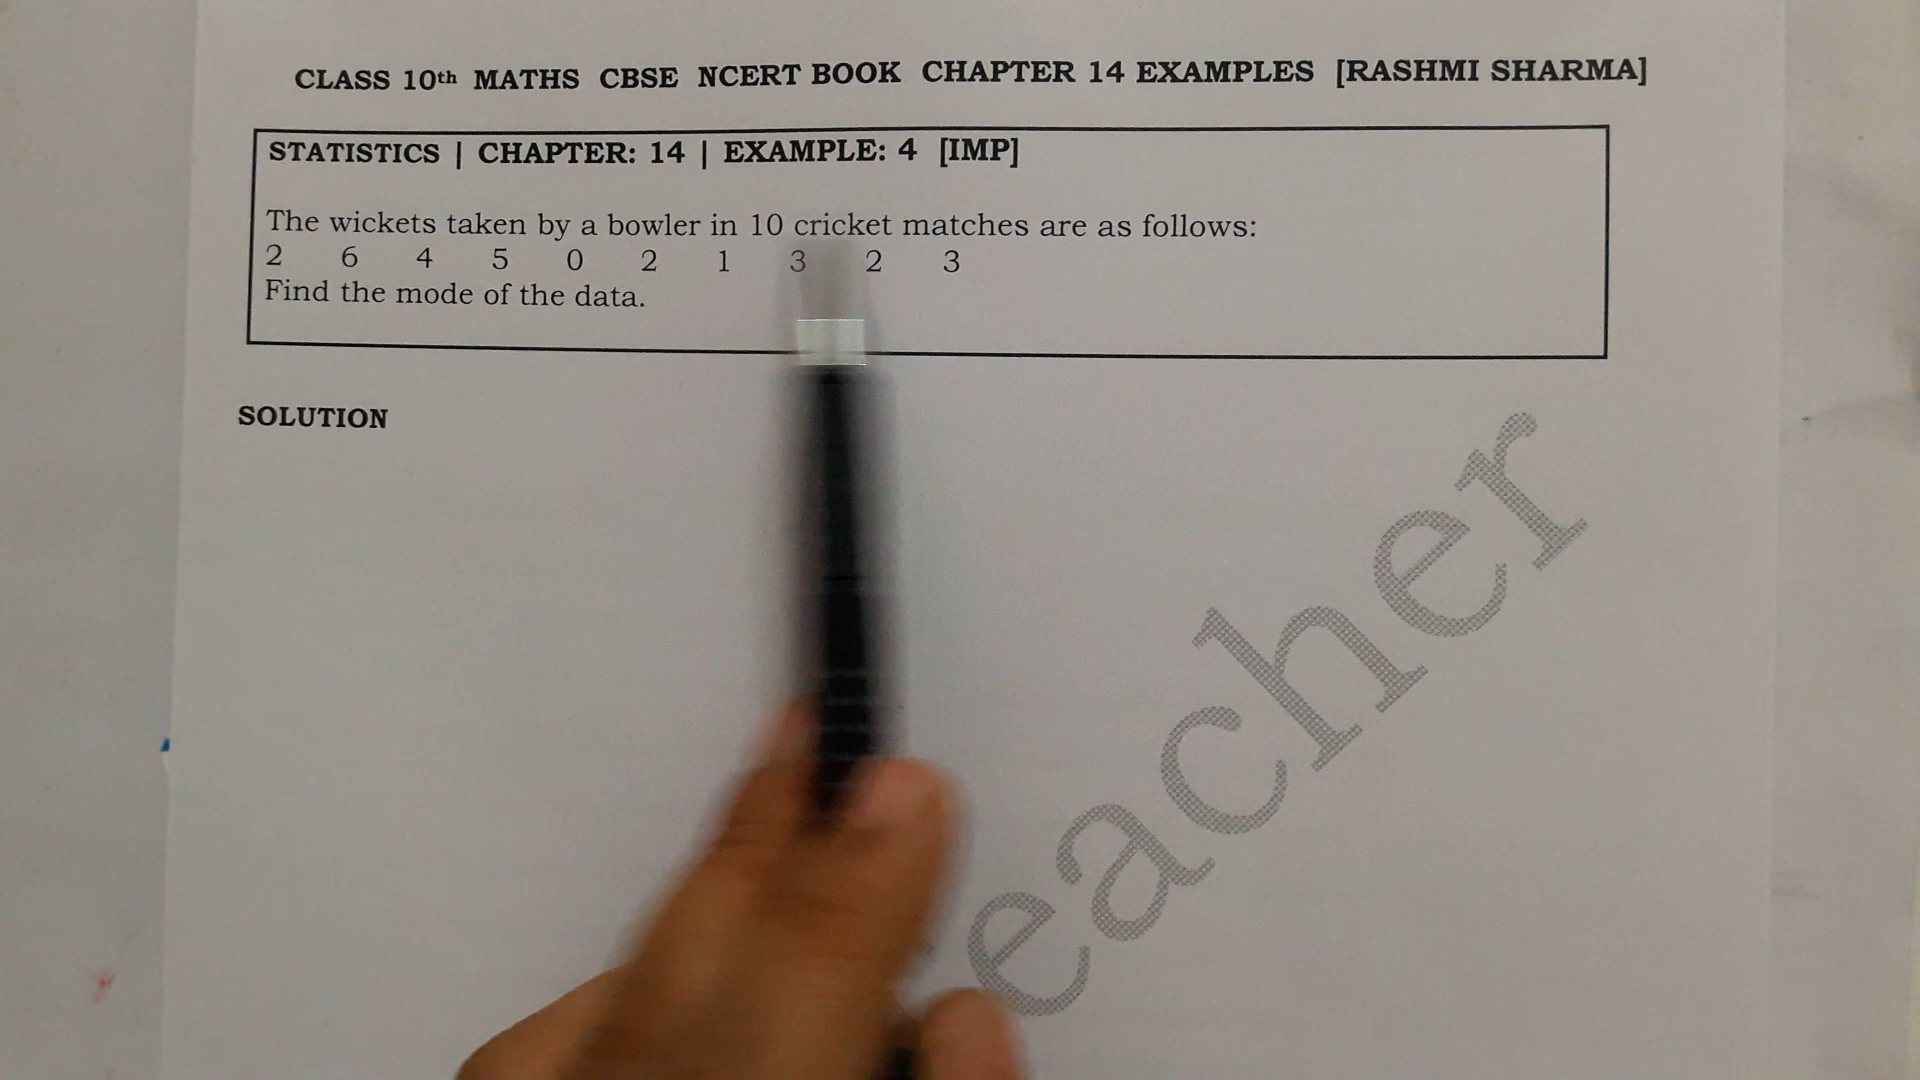 CLASS 10th MATHS CBSE NCERT BOOK CHAPTER 14 EXAMPLES [RASHMI SHARMA]
STATISTICS | CHAPTER: 14 | EXAMPLE: 4 [IMP]
The wickets taken by a bowler in 10 cricket matches are as follows:
2 6 4 5 0 2 1 3 2 3
Find the mode of the data.
SOLUTION
eacher